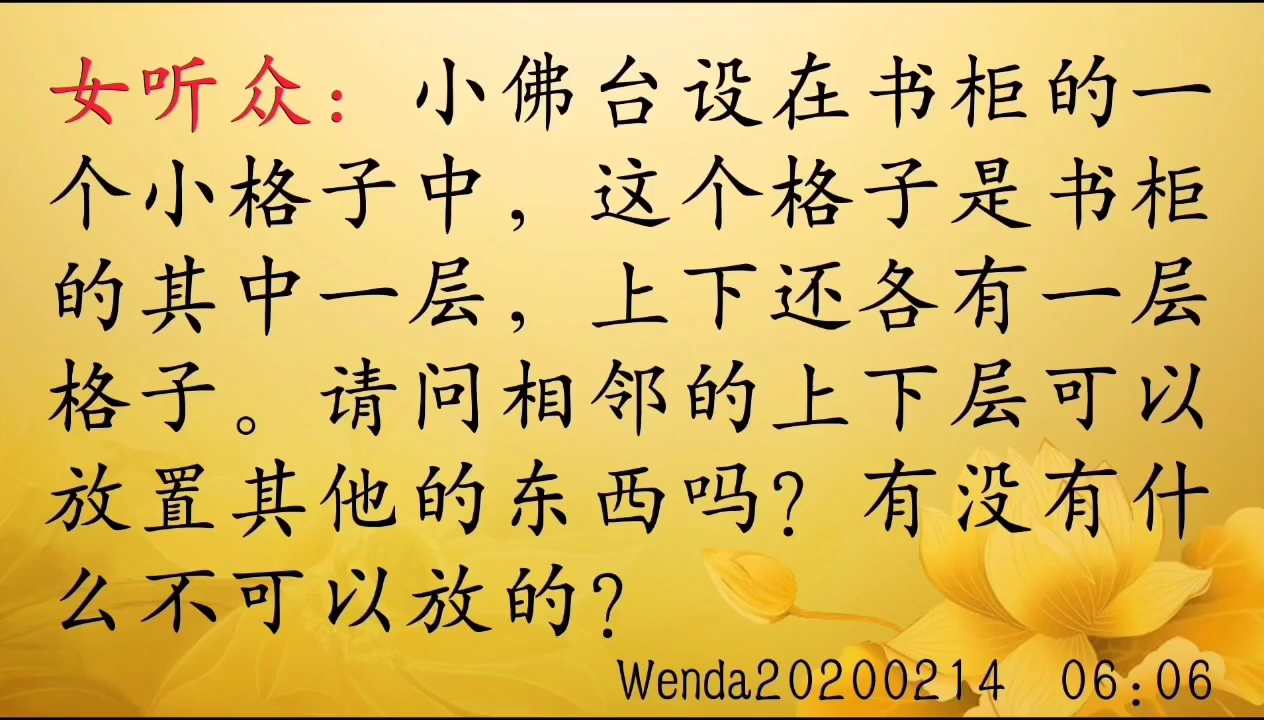 女听众：小佛台设在书柜的一
个小格子中，这个格子是书柜
的其中一层，上下还各有一层
格子。请问相邻的上下层可以
放置其他的东西吗？有没有什
么不可以放的？
Wenda20200214 06:06